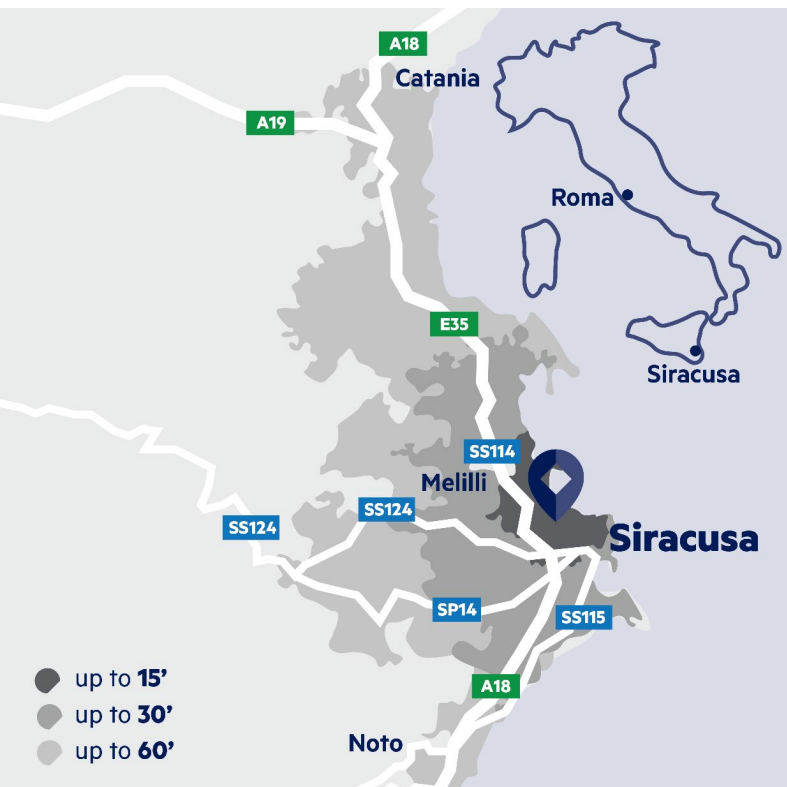 A18
Catania
A19
Roma
E35
Siracusa
SS114
Melilli
SS124
SS124
Siracusa
SP14
SS115
up to 15’
A18
up to 30’
Noto
up to 60’